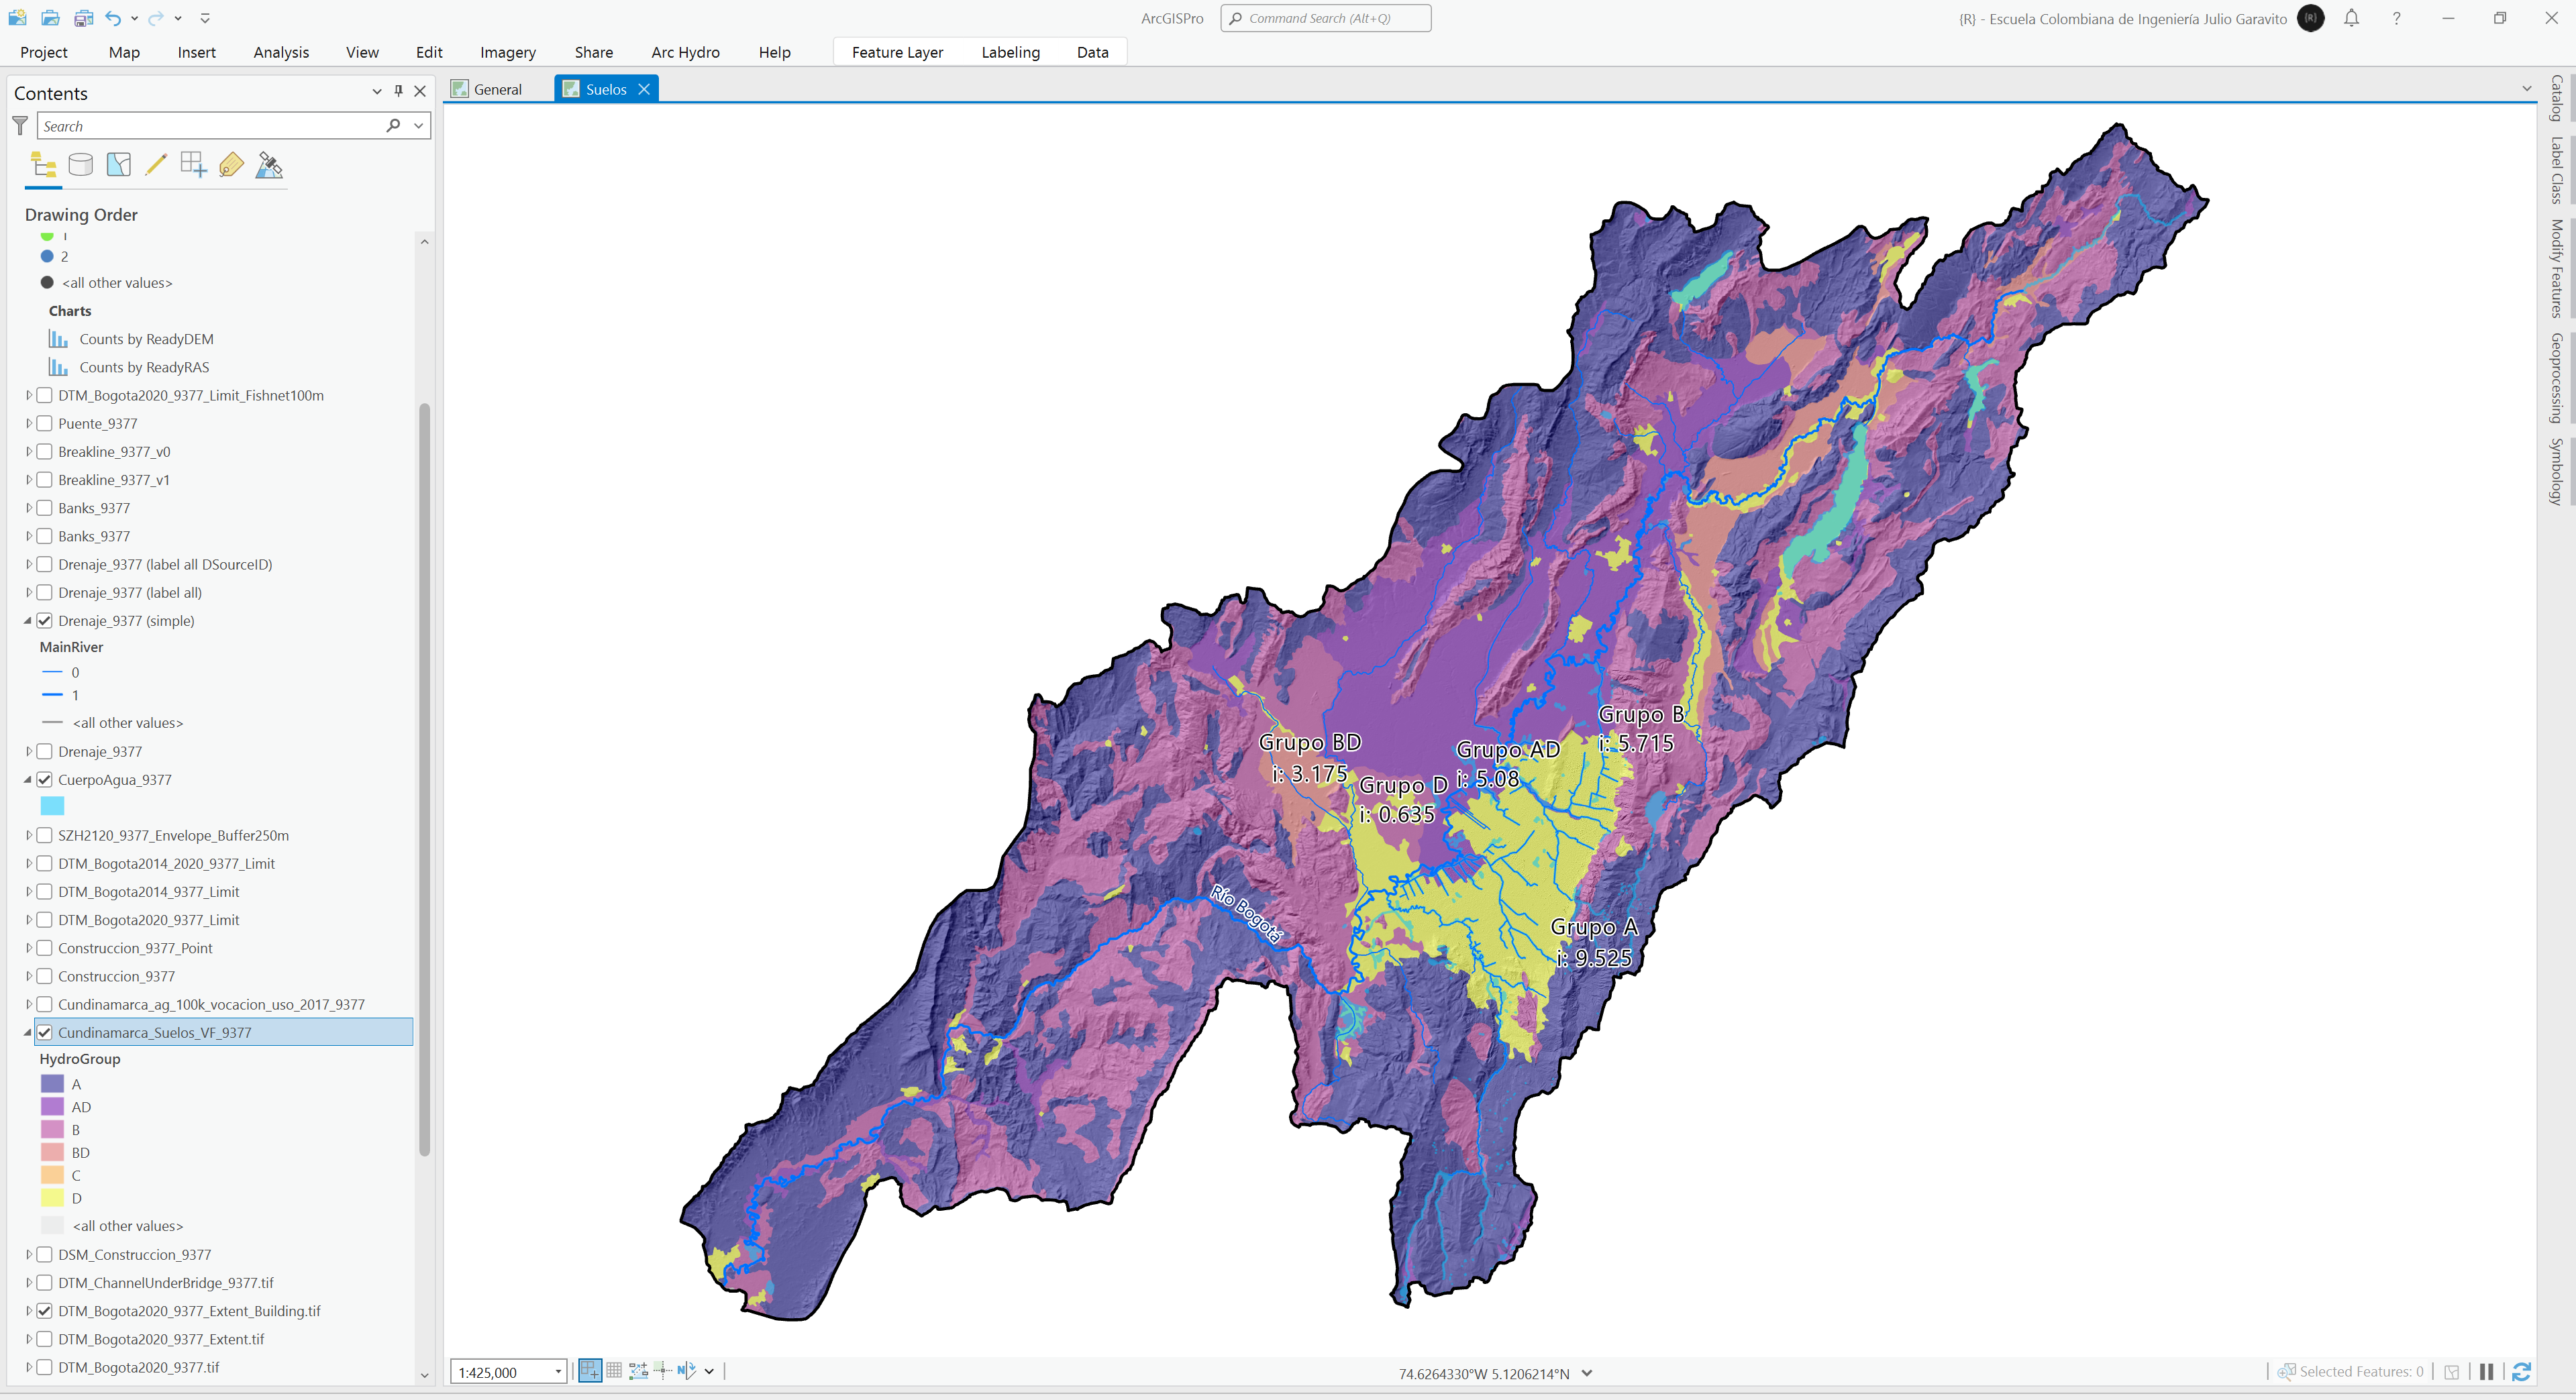 ArcGISPro
Command Search (Alt+Q)
{R} - Escuela Colombiana de Ingeniería Julio Garavito
{R}
?
Project
Map
Insert
Analysis
View
Edit
Imagery
Share
Arc Hydro
Help
Feature Layer
Labeling
Data
Contents
Search
Drawing Order
1
2
<all other values>
Charts
Counts by ReadyDEM
Counts by ReadyRAS
DTM_Bogota2020_9377_Limit_Fishnet100m
Puente_9377
Breakline_9377_v0
Breakline_9377_v1
Banks_9377
Banks_9377
Drenaje_9377 (label all DSourceID)
Drenaje_9377 (label all)
Drenaje_9377 (simple)
MainRiver
0
1
<all other values>
Drenaje_9377
CuerpoAgua_9377
SZH2120_9377_Envelope_Buffer250m
DTM_Bogota2014_2020_9377_Limit
DTM_Bogota2014_9377_Limit
DTM_Bogota2020_9377_Limit
Construccion_9377_Point
Construccion_9377
Cundinamarca_ag_100k_vocacion_uso_2017_9377
Cundinamarca_Suelos_VF_9377
HydroGroup
A
AD
B
BD
C
D
<all other values>
DSM_Construccion_9377
DTM_ChannelUnderBridge_9377.tif
DTM_Bogota2020_9377_Extent_Building.tif
DTM_Bogota2020_9377_Extent.tif
DTM_Bogota2020_9377.tif
General
Suelos
Grupo B
i: 5.715
Grupo BD
i: 3.175
Grupo AD
i: 5.08
Grupo D
i: 0.635
Río Bogotá
Grupo A
i: 9.525
1:425,000
N
74.6264330°W 5.1206214°N
Selected Features: 0
Catalog
Label Class
Modify Features
Geoprocessing
Symbology